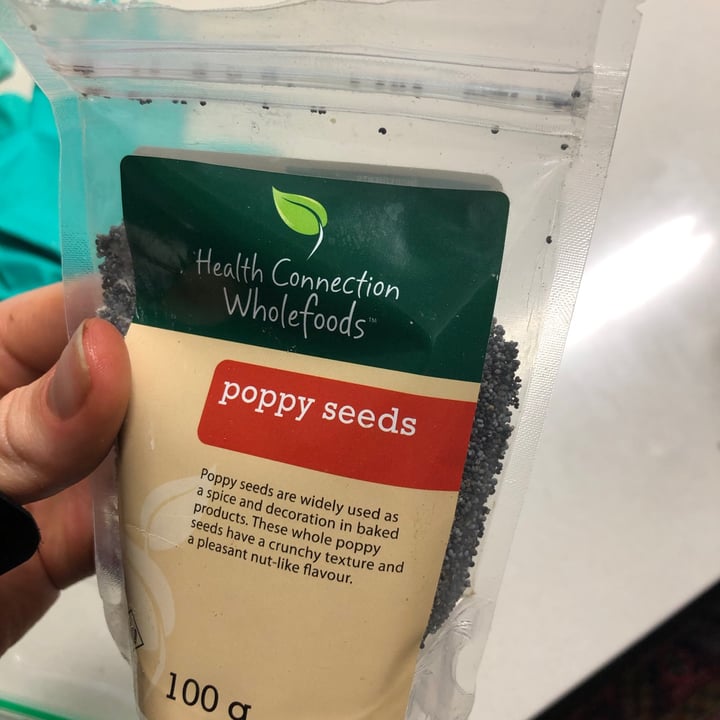 Health Connection
Wholefoods™
poppy seeds
Poppy seeds are widely used as
a spice and decoration in baked
products. These whole poppy
seeds have a crunchy texture and
a pleasant nut-like flavour.
100 g